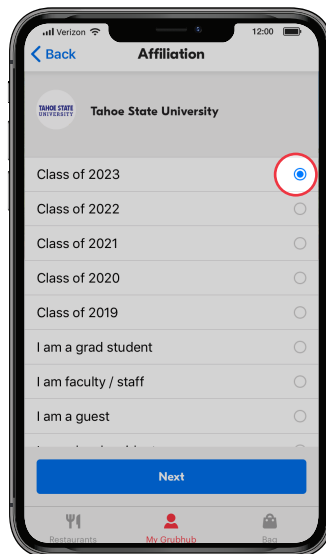 Verizon 12:00
Back Affiliation
TAHOE STATE
UNIVERSITY
Tahoe State University
Class of 2023
Class of 2022
Class of 2021
Class of 2020
Class of 2019
I am a grad student
I am faculty / staff
I am a guest
Next
Restaurants My Grubhub Bag